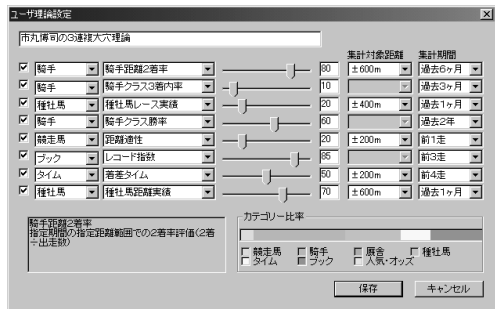 ユーザ理論設定
市丸博司の3連複大穴理論
集計対象距離 集計期間
騎手 騎手距離2着率 80 ±600m 過去6ヶ月
騎手 騎手クラス3着内率 10 過去3ヶ月
種牡馬 種牡馬レース実績 20 ±400m 過去1ヶ月
騎手 騎手クラス勝率 60 過去2年
競走馬 距離適性 20 ±200m 前1走
ブック レコード指数 85 前3走
タイム 着差タイム 50 ±200m 前4走
種牡馬 種牡馬距離実績 70 ±600m 過去1ヶ月
騎手距離2着率
指定期間の指定距離範囲での2着率評価(2着
÷出走数)
カテゴリー比率
競走馬 騎手 厩舎 種牡馬
タイム ブック 人気・オッズ
保存 キャンセル